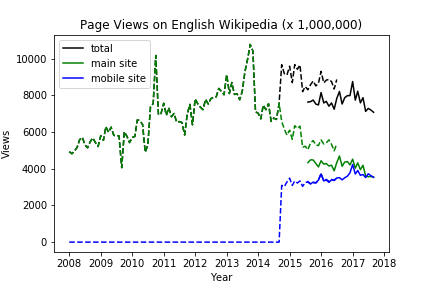 Page Views on English Wikipedia (x 1,000,000)
total
main site
mobile site
10000
8000
6000
4000
2000
0
Views
2008 2009 2010 2011 2012 2013 2014 2015 2016 2017 2018
Year